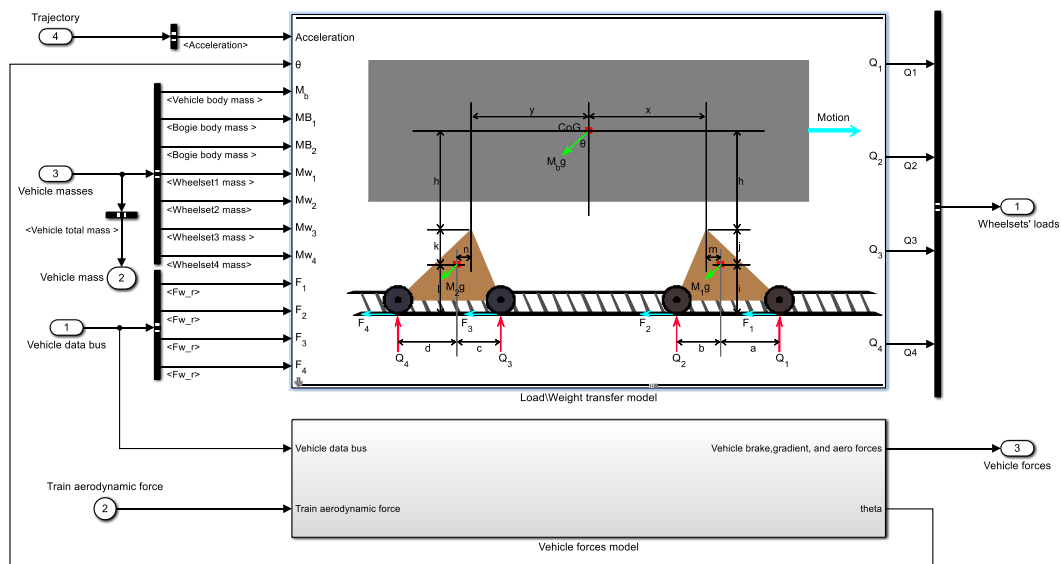 Trajectory
4
<Acceleration>
Acceleration
θ
M_b
<Vehicle body mass >
MB_1
<Bogie body mass >
MB_2
<Bogie body mass >
3
Vehicle masses
Mw_1
<Wheelset1 mass >
Mw_2
<Wheelset2 mass>
Mw_3
<Wheelset3 mass >
Mw_4
<Wheelset4 mass>
<Vehicle total mass >
2
Vehicle mass
F_1
<Fw_r>
F_2
<Fw_r>
F_3
<Fw_r>
F_4
<Fw_r>
1
Vehicle data bus
y
x
CoG
θ
M_bg
Motion
h
h
k
n
m
j
l
M_2g
M_1g
i
F_4
F_3
F_2
F_1
d
c
b
a
Q_4
Q_3
Q_2
Q_1
Q_1
Q1
Q_2
Q2
Q_3
Q3
Q_4
Q4
1
Wheelsets' loads
Load\Weight transfer model
Vehicle data bus
Vehicle brake,gradient, and aero forces
3
Vehicle forces
Train aerodynamic force
2
Train aerodynamic force
theta
Vehicle forces model